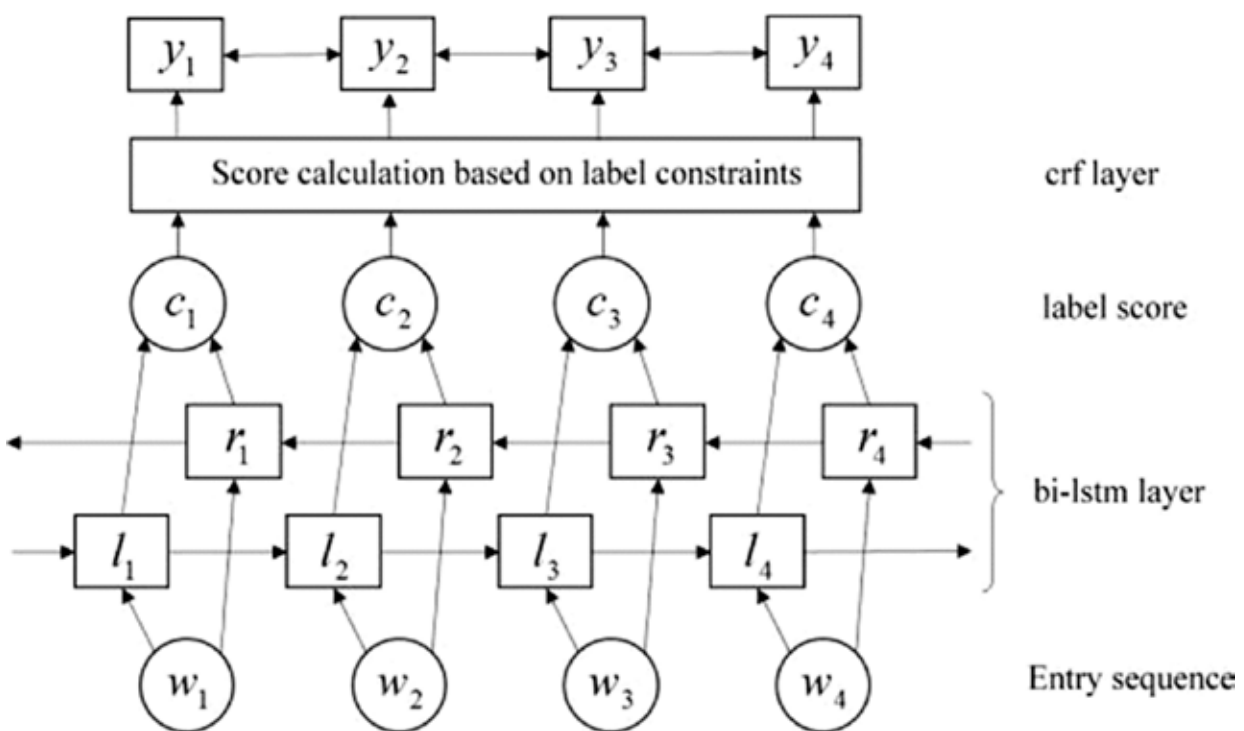 y₁ y₂ y₃ y₄
Score calculation based on label constraints crf layer
c₁ c₂ c₃ c₄ label score
r₁ r₂ r₃ r₄
bi-lstm layer
l₁ l₂ l₃ l₄
w₁ w₂ w₃ w₄ Entry sequence